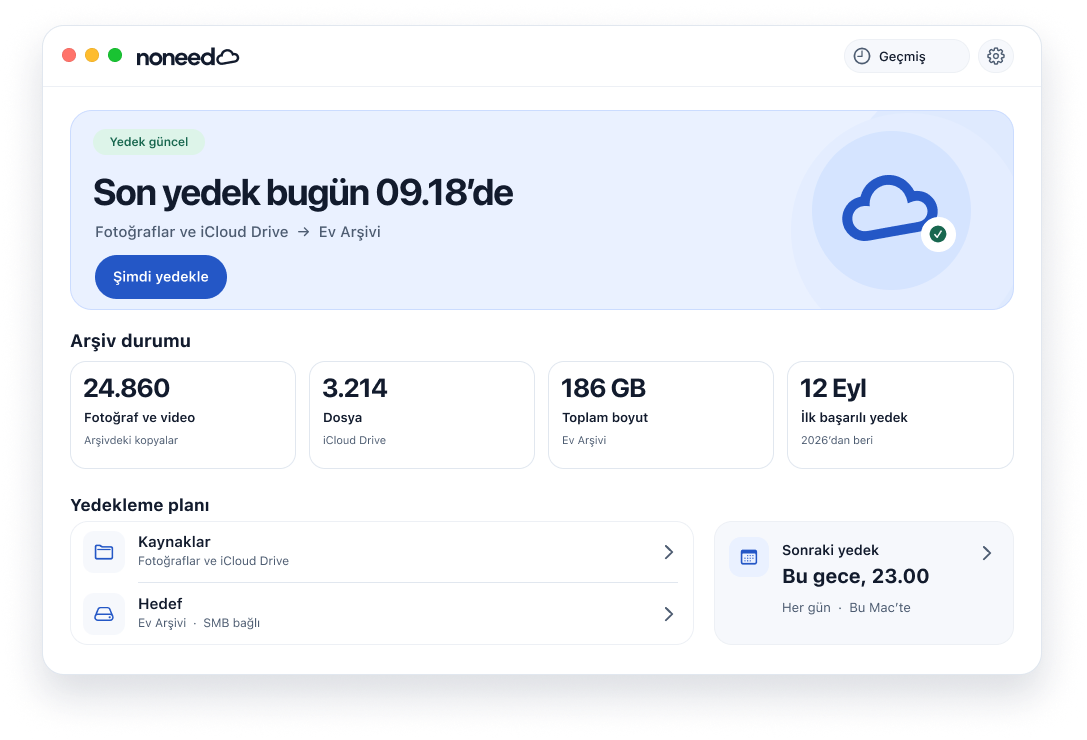 noneed
Geçmiş
Yedek güncel
Son yedek bugün 09.18’de
Fotoğraflar ve iCloud Drive → Ev Arşivi
Şimdi yedekle
Arşiv durumu
24.860
Fotoğraf ve video
Arşivdeki kopyalar
3.214
Dosya
iCloud Drive
186 GB
Toplam boyut
Ev Arşivi
12 Eyl
İlk başarılı yedek
2026’dan beri
Yedekleme planı
Kaynaklar
Fotoğraflar ve iCloud Drive
Hedef
Ev Arşivi · SMB bağlı
Sonraki yedek
Bu gece, 23.00
Her gün · Bu Mac’te